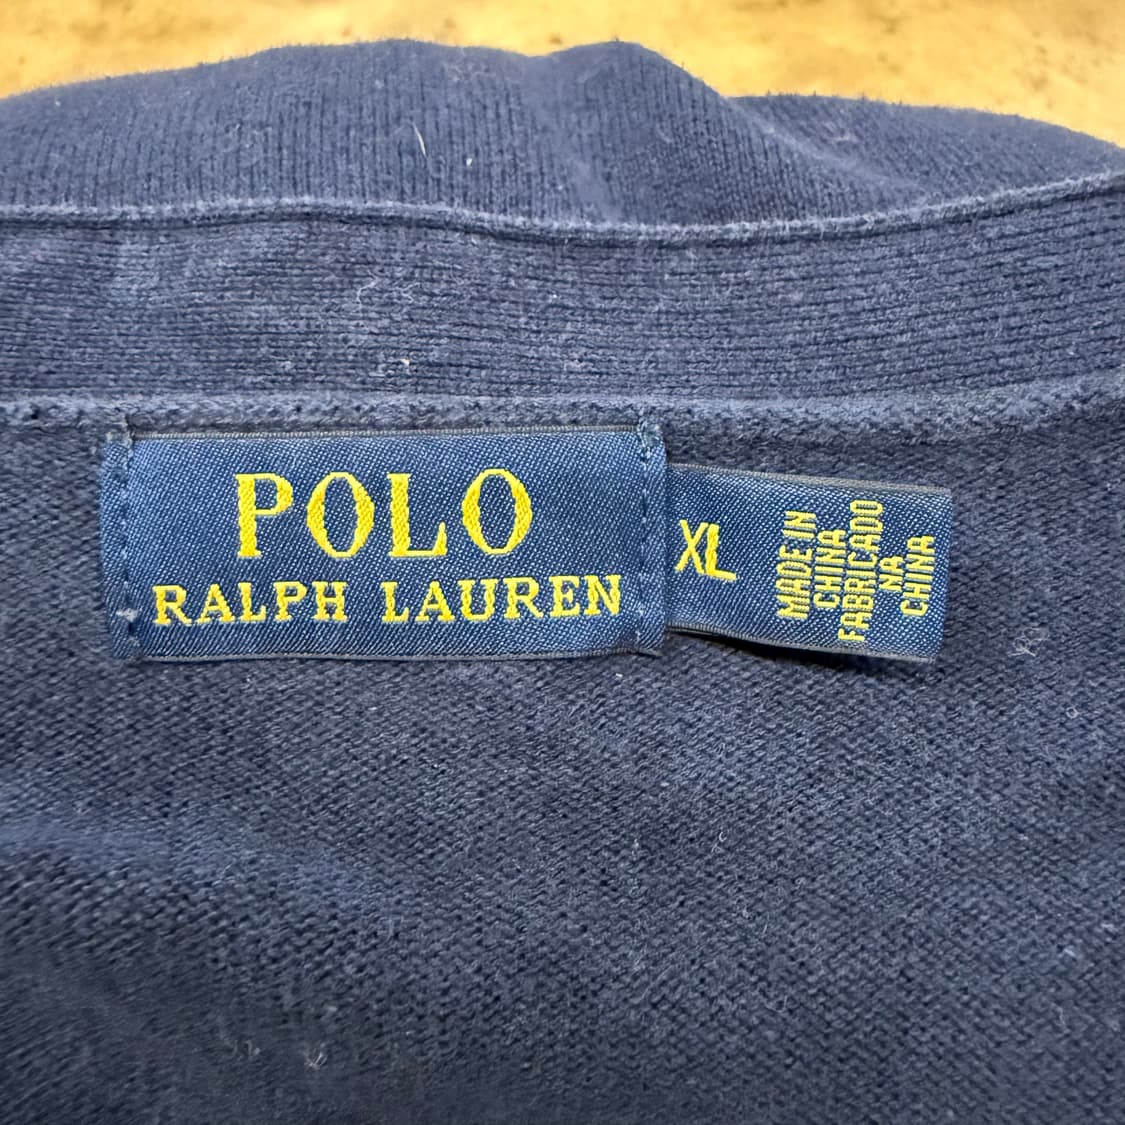 POLO
RALPH LAUREN
XL
MADE IN
CHINA
FABRICADO
NA
CHINA